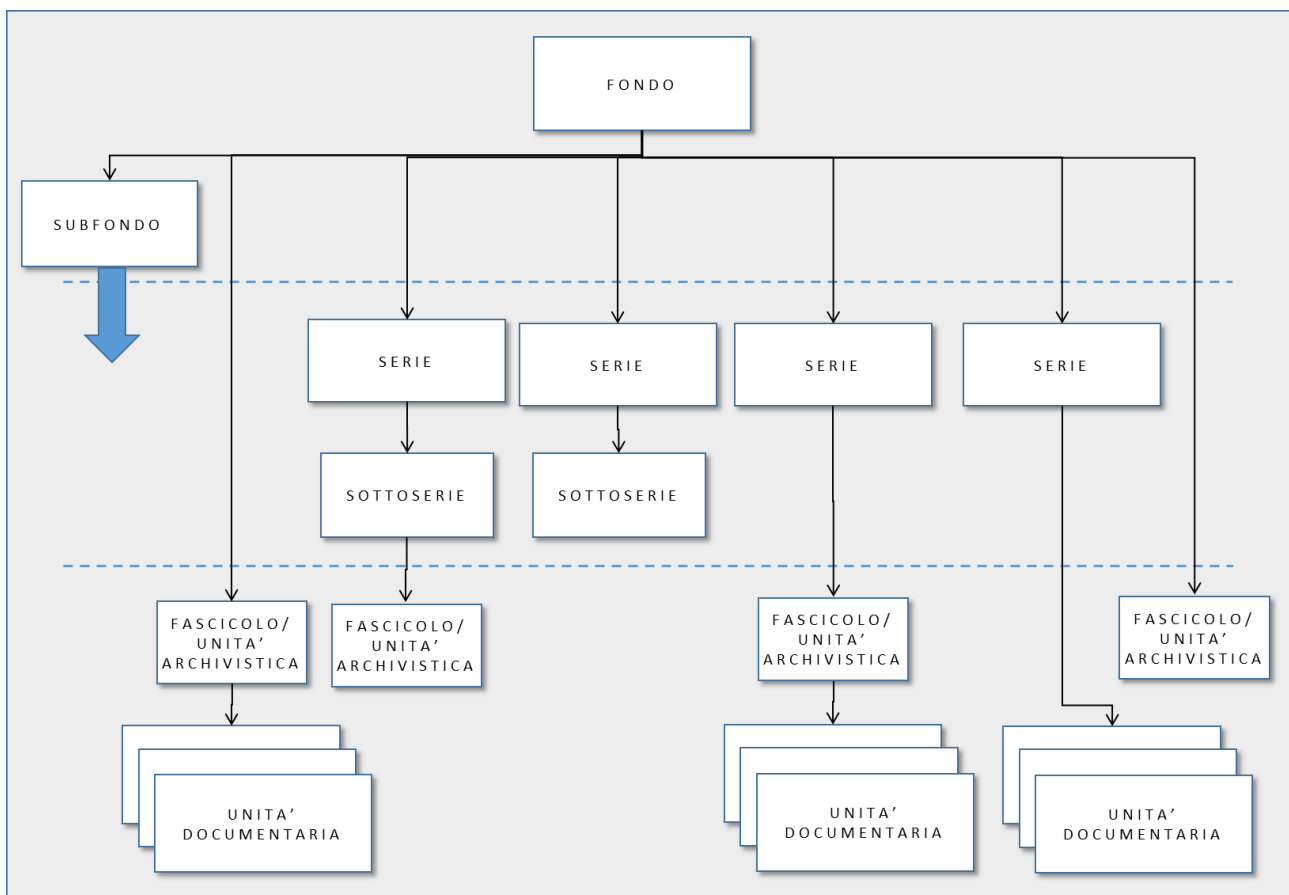 FONDO
SUBFONDO
SERIE
SERIE
SERIE
SERIE
SOTTOSERIE
SOTTOSERIE
FASCICOLO/
UNITA’
ARCHIVISTICA
FASCICOLO/
UNITA’
ARCHIVISTICA
FASCICOLO/
UNITA’
ARCHIVISTICA
FASCICOLO/
UNITA’
ARCHIVISTICA
UNITA’
DOCUMENTARIA
UNITA’
DOCUMENTARIA
UNITA’
DOCUMENTARIA